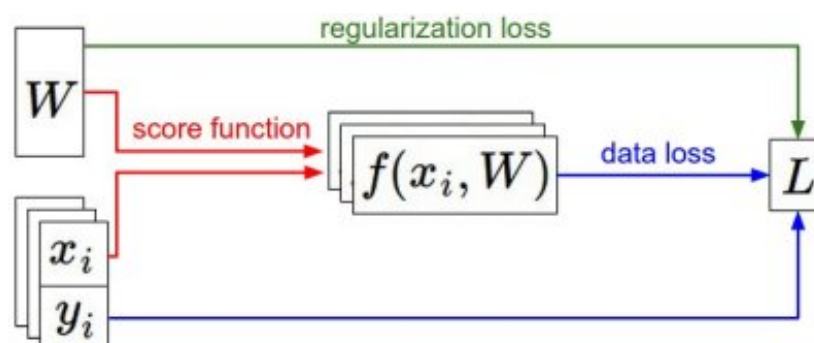 regularization loss
W
score function
f(x_i, W)
data loss
L
x_i
y_i